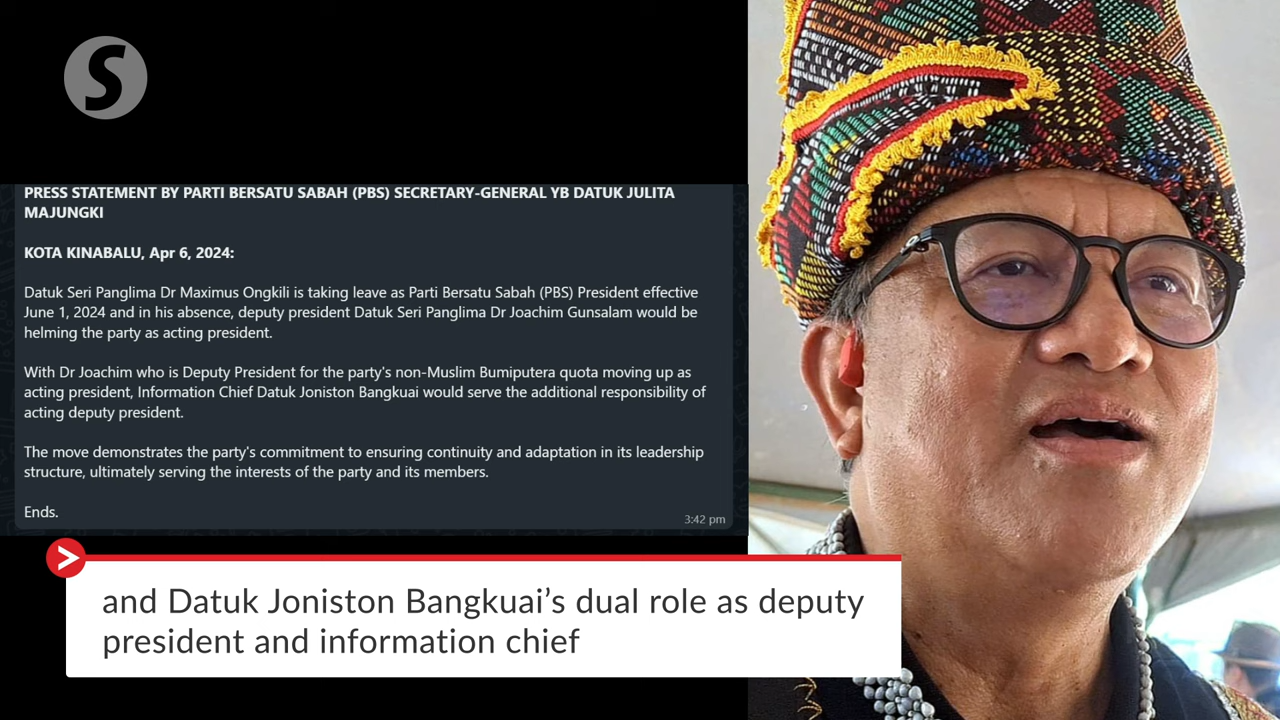 S
PRESS STATEMENT BY PARTI BERSATU SABAH (PBS) SECRETARY-GENERAL YB DATUK JULITA
MAJUNGKI
KOTA KINABALU, Apr 6, 2024:
Datuk Seri Panglima Dr Maximus Ongkili is taking leave as Parti Bersatu Sabah (PBS) President effective
June 1, 2024 and in his absence, deputy president Datuk Seri Panglima Dr Joachim Gunsalam would be
helming the party as acting president.
With Dr Joachim who is Deputy President for the party's non-Muslim Bumiputera quota moving up as
acting president, Information Chief Datuk Joniston Bangkuai would serve the additional responsibility of
acting deputy president.
The move demonstrates the party's commitment to ensuring continuity and adaptation in its leadership
structure, ultimately serving the interests of the party and its members.
Ends.
3:42 pm
and Datuk Joniston Bangkuai’s dual role as deputy
president and information chief